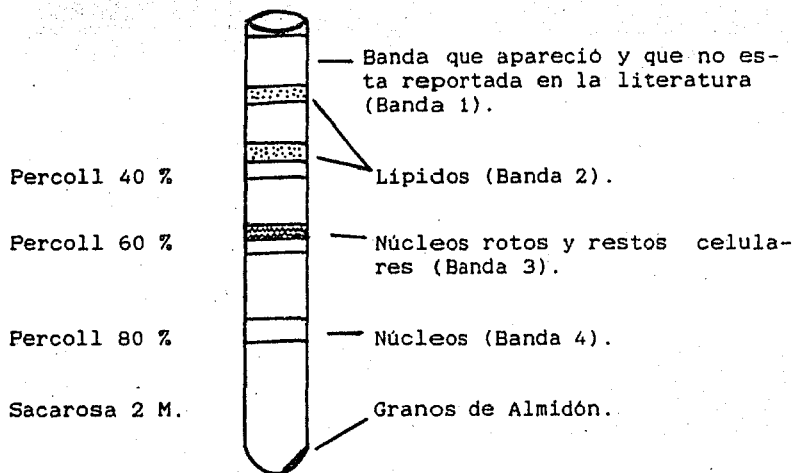 Banda que apareció y que no es-
ta reportada en la literatura
(Banda 1).
Percoll 40 %
Lípidos (Banda 2).
Percoll 60 %
Núcleos rotos y restos celula-
res (Banda 3).
Percoll 80 %
Núcleos (Banda 4).
Sacarosa 2 M.
Granos de Almidón.